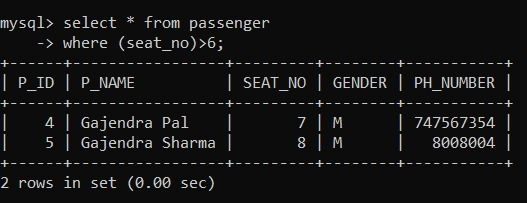 mysql> select * from passenger
    -> where (seat_no)>6;
+------+-----------------+---------+--------+-----------+
| P_ID | P_NAME          | SEAT_NO | GENDER | PH_NUMBER |
+------+-----------------+---------+--------+-----------+
|    4 | Gajendra Pal    |       7 | M      | 747567354 |
|    5 | Gajendra Sharma |       8 | M      |   8008004 |
+------+-----------------+---------+--------+-----------+
2 rows in set (0.00 sec)